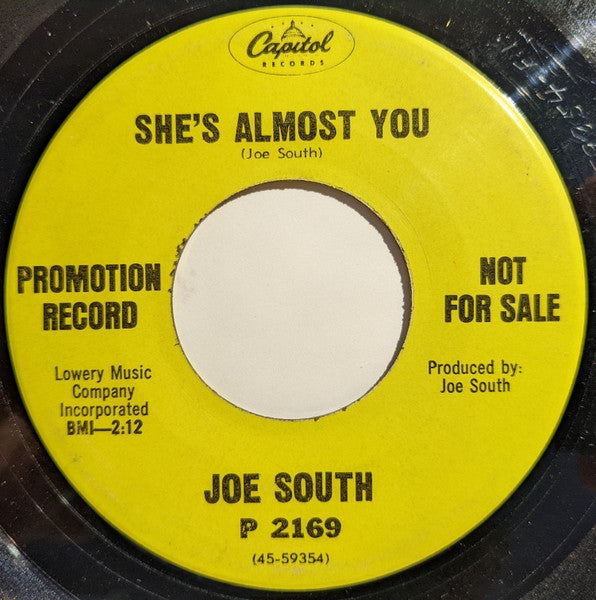 Capitol
RECORDS
SHE'S ALMOST YOU
(Joe South)
PROMOTION
RECORD
NOT
FOR SALE
Lowery Music
Company
Incorporated
BMI—2:12
Produced by:
Joe South
JOE SOUTH
P 2169
(45-59354)